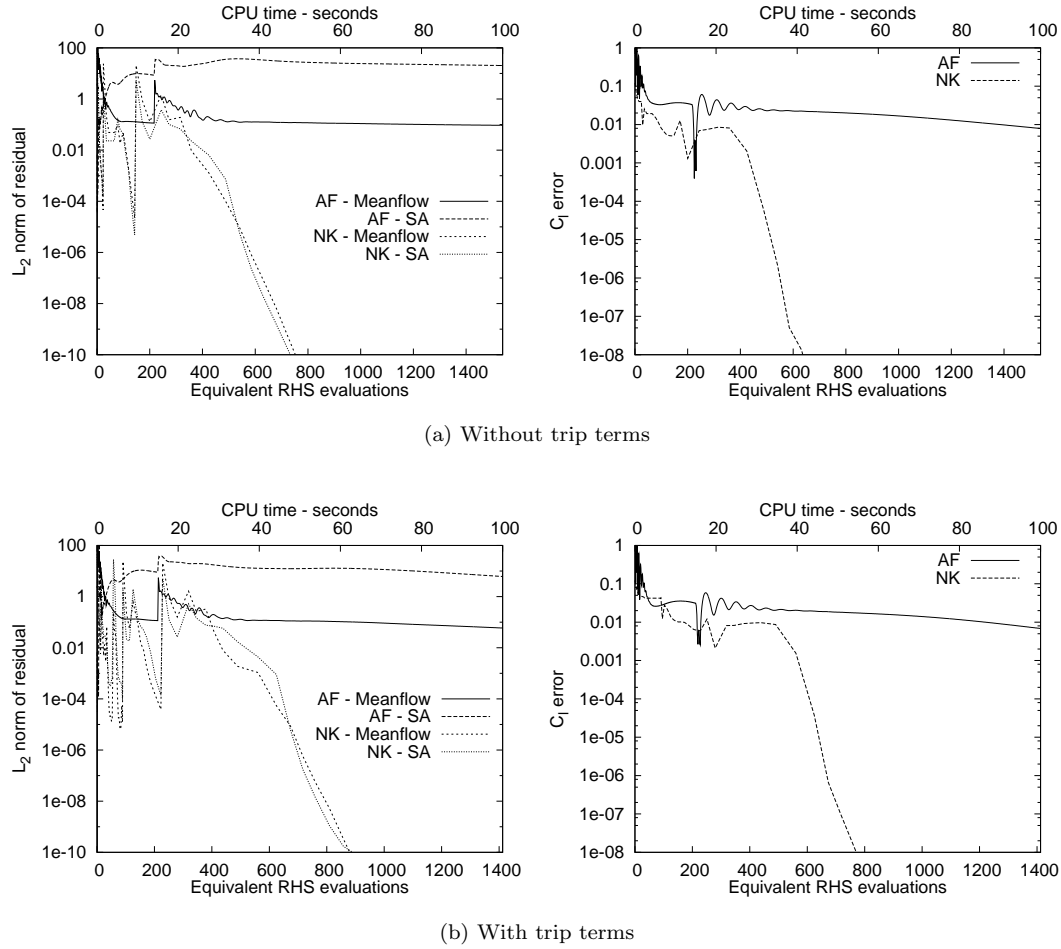 CPU time - seconds
0 20 40 60 80 100
100
1
0.01
1e-04
1e-06
1e-08
1e-10
L2 norm of residual
AF - Meanflow
AF - SA
NK - Meanflow
NK - SA
0 200 400 600 800 1000 1200 1400
Equivalent RHS evaluations
CPU time - seconds
0 20 40 60 80 100
1
0.1
0.01
0.001
1e-04
1e-05
1e-06
1e-07
1e-08
Cl error
AF
NK
0 200 400 600 800 1000 1200 1400
Equivalent RHS evaluations
(a) Without trip terms
CPU time - seconds
0 20 40 60 80 100
100
1
0.01
1e-04
1e-06
1e-08
1e-10
L2 norm of residual
AF - Meanflow
AF - SA
NK - Meanflow
NK - SA
0 200 400 600 800 1000 1200 1400
Equivalent RHS evaluations
CPU time - seconds
0 20 40 60 80 100
1
0.1
0.01
0.001
1e-04
1e-05
1e-06
1e-07
1e-08
Cl error
AF
NK
0 200 400 600 800 1000 1200 1400
Equivalent RHS evaluations
(b) With trip terms